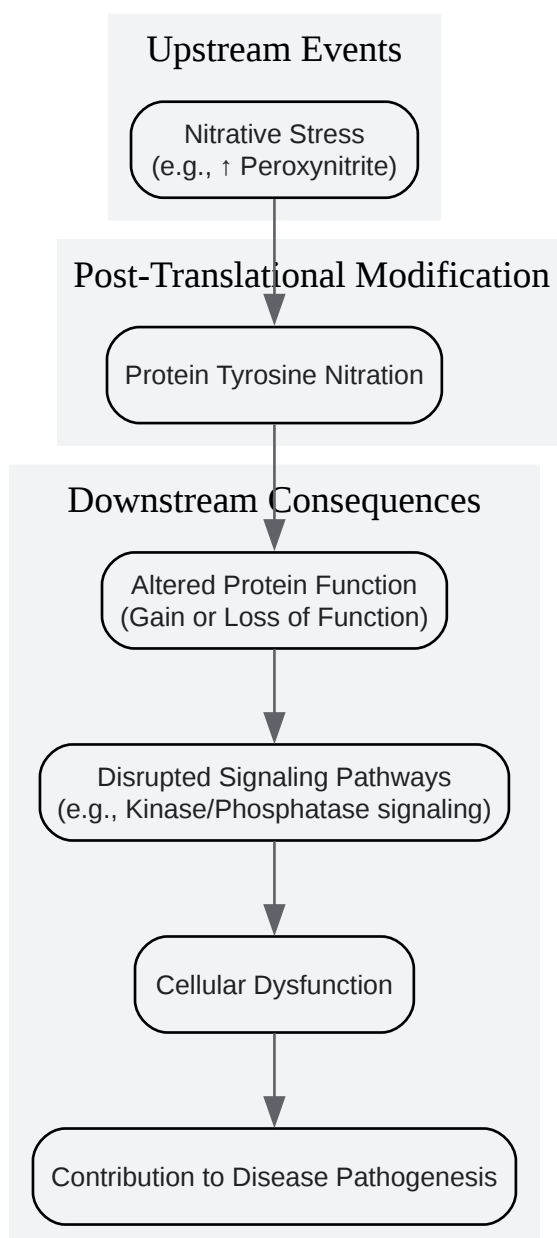 Upstream Events
Nitrative Stress
(e.g., ↑ Peroxynitrite)
Post-Translational Modification
Protein Tyrosine Nitration
Downstream Consequences
Altered Protein Function
(Gain or Loss of Function)
Disrupted Signaling Pathways
(e.g., Kinase/Phosphatase signaling)
Cellular Dysfunction
Contribution to Disease Pathogenesis